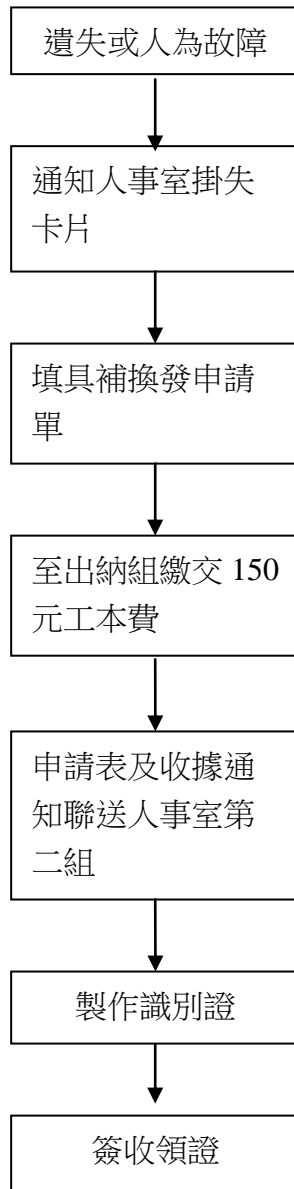 遺失或人為故障
通知人事室掛失
卡片
填具補換發申請
單
至出納組繳交 150
元工本費
申請表及收據通
知聯送人事室第
二組
製作識別證
簽收領證